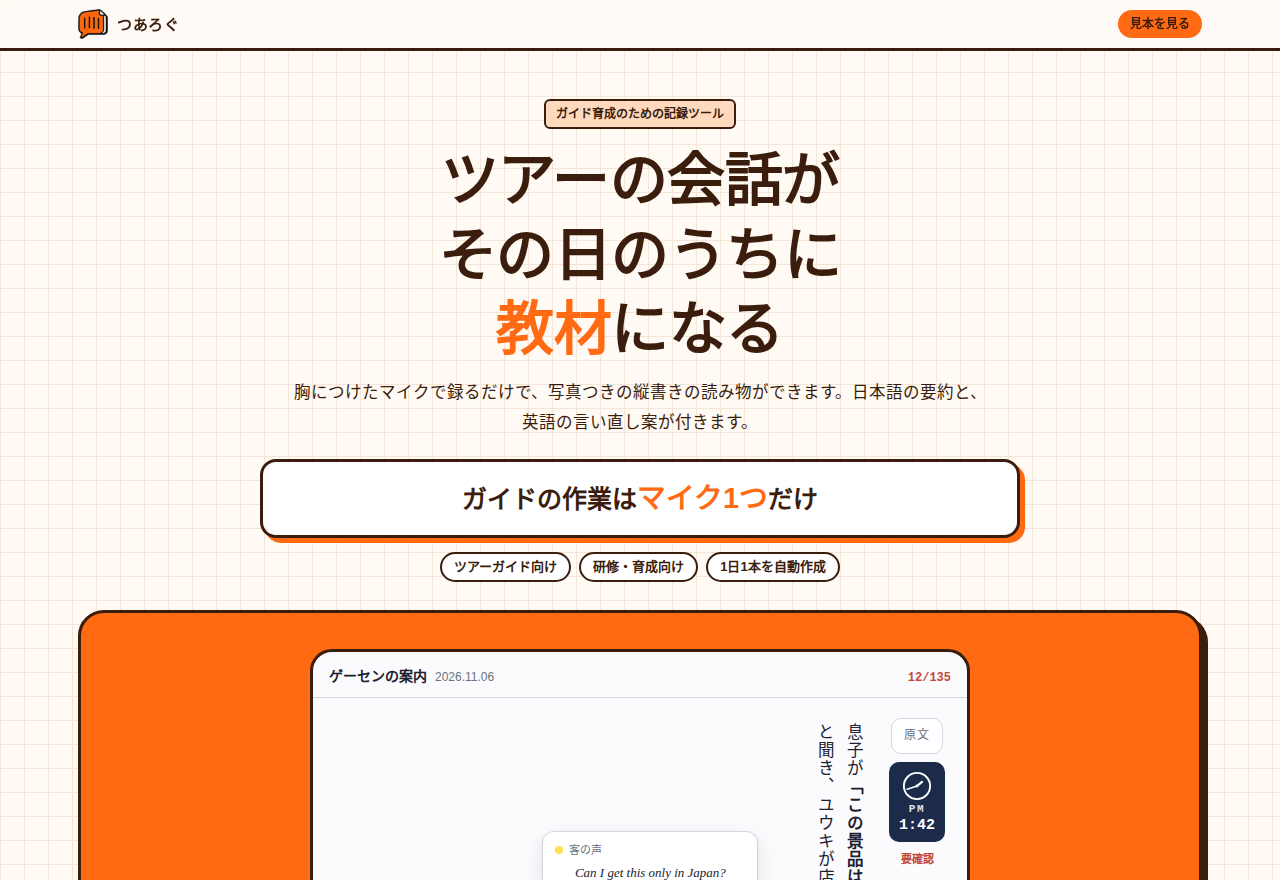 つあろぐ
見本を見る
ガイド育成のための記録ツール
ツアーの会話が
その日のうちに
教材になる
胸につけたマイクで録るだけで、写真つきの縦書きの読み物ができます。日本語の要約と、
英語の言い直し案が付きます。
ガイドの作業はマイク1つだけ
ツアーガイド向け
研修・育成向け
1日1本を自動作成
ゲーセンの案内 2026.11.06
12/135
原文
PM
1:42
要確認
息子が「この景品は
と聞き、ユウキが店
客の声
Can I get this only in Japan?